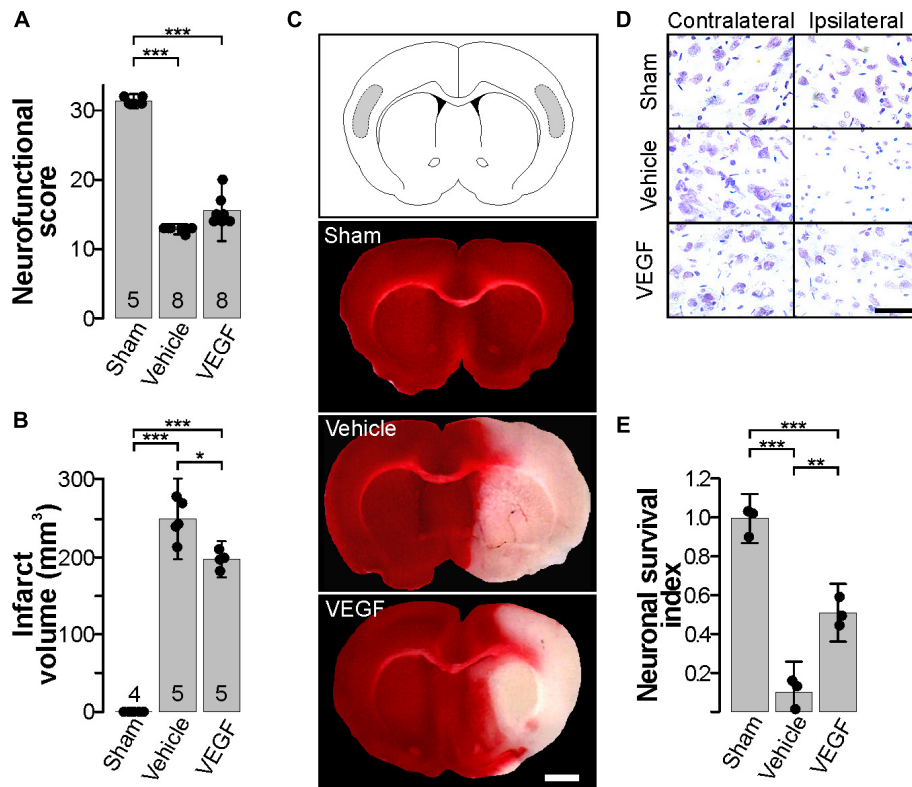 A
***
***
Neurofunctional
score
30
20
10
0
5
8
8
Sham
Vehicle
VEGF
B
***
***
*
Infarct
volume (mm³)
300
200
100
0
4
5
5
Sham
Vehicle
VEGF
C
Sham
Vehicle
VEGF
D
Contralateral
Ipsilateral
Sham
Vehicle
VEGF
E
***
***
**
Neuronal survival
index
1.2
1.0
0.8
0.6
0.4
0.2
Sham
Vehicle
VEGF